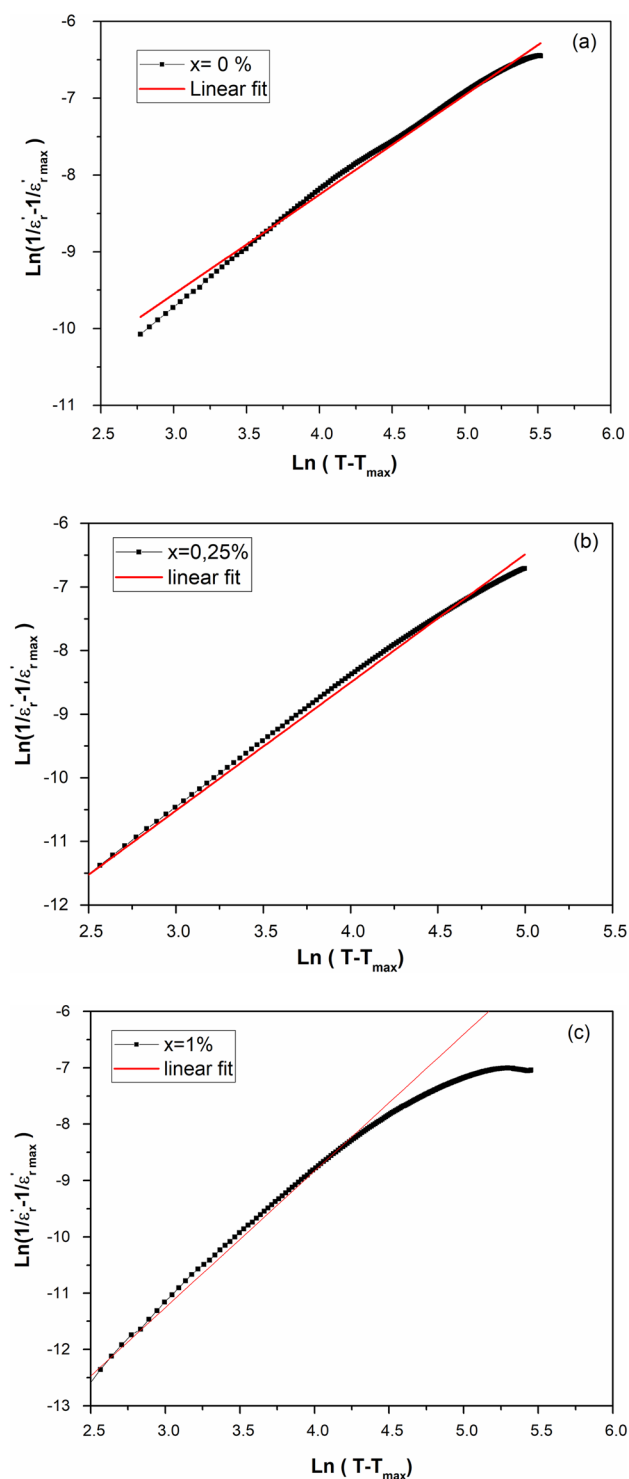 (a)
x= 0 %
Linear fit
Ln(1/ε'r-1/ε'r max)
-6
-7
-8
-9
-10
-11
2.5 3.0 3.5 4.0 4.5 5.0 5.5 6.0
Ln ( T-Tmax)
(b)
x=0,25%
linear fit
Ln(1/ε'r-1/ε'r max)
-6
-7
-8
-9
-10
-11
-12
2.5 3.0 3.5 4.0 4.5 5.0 5.5
Ln ( T-Tmax)
(c)
x=1%
linear fit
Ln(1/ε'r-1/ε'r max)
-6
-7
-8
-9
-10
-11
-12
-13
2.5 3.0 3.5 4.0 4.5 5.0 5.5 6.0
Ln ( T-Tmax)